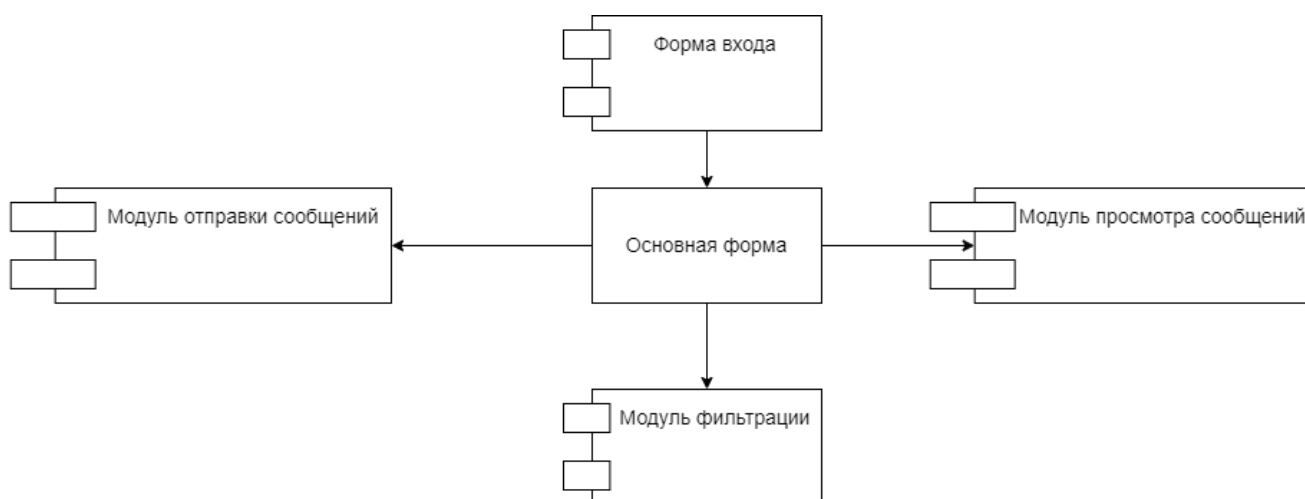 Форма входа
Модуль отправки сообщений
Основная форма
Модуль просмотра сообщений
Модуль фильтрации